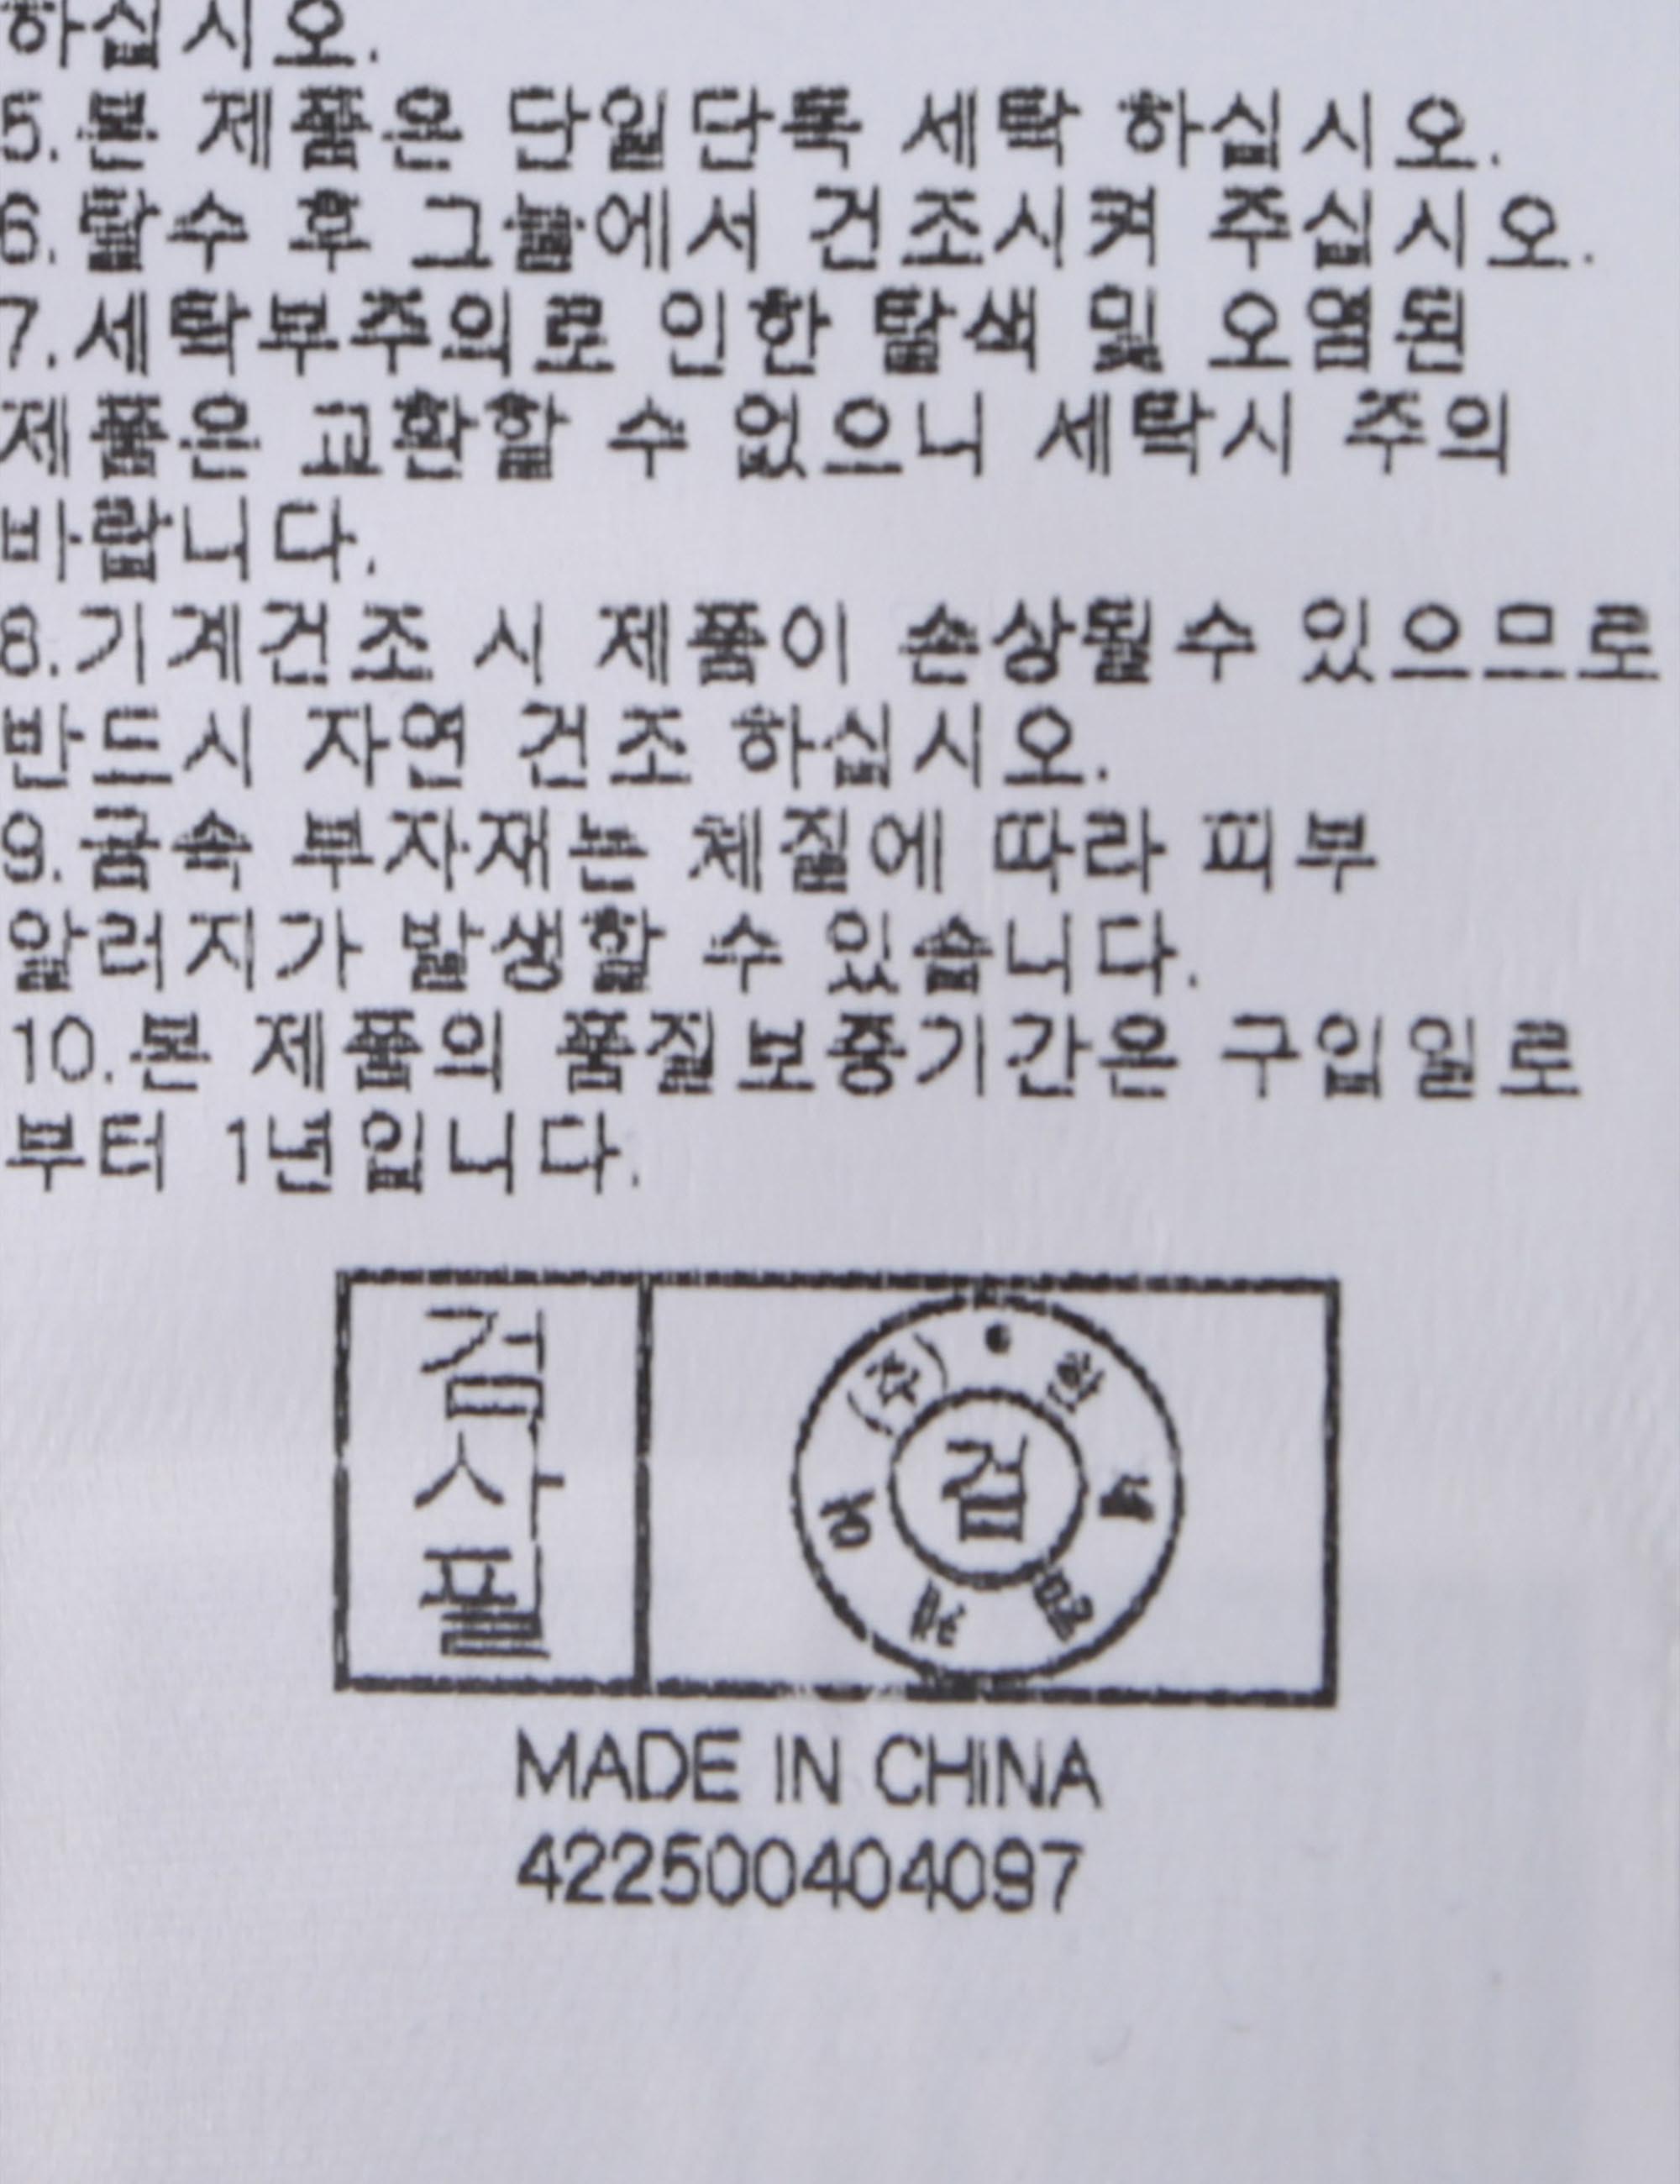 하십시오.
5.본 제품은 단일단독 세탁 하십시오.
6.탈수 후 그늘에서 건조시켜 주십시오.
7.세탁부주의로 인한 탈색 및 오염된
제품은 교환할 수 없으니 세탁시 주의
바랍니다.
8.기계건조 시 제품이 손상될수 있으므로
반드시 자연 건조 하십시오.
9.금속 부자재는 체질에 따라 피부
알러지가 발생할 수 있습니다.
10.본 제품의 품질보증기간은 구입일로
부터 1년입니다.
검사필
(주)
검
MADE IN CHINA
422500404097